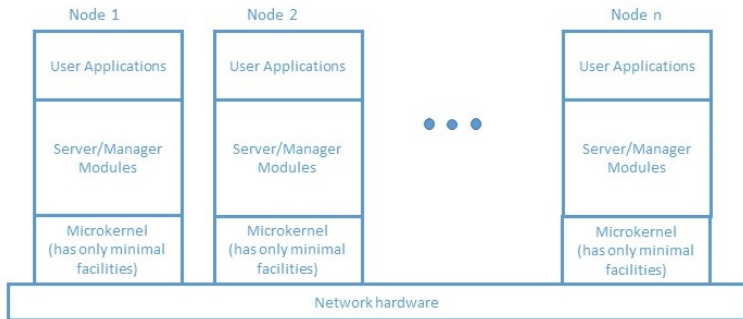 Node 1
Node 2
Node n
User Applications
User Applications
User Applications
Server/Manager
Modules
Server/Manager
Modules
Server/Manager
Modules
Microkernel
(has only minimal
facilities)
Microkernel
(has only minimal
facilities)
Microkernel
(has only minimal
facilities)
Network hardware